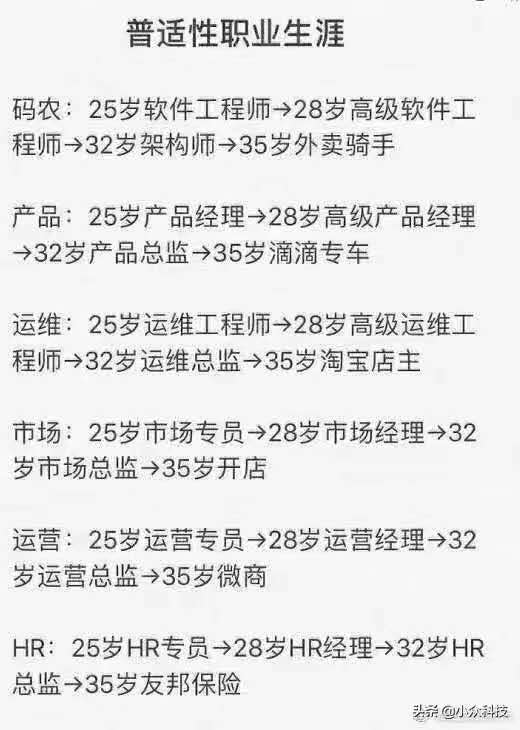 普适性职业生涯
码农：25岁软件工程师→28岁高级软件工
程师→32岁架构师→35岁外卖骑手
产品：25岁产品经理→28岁高级产品经理
→32岁产品总监→35岁滴滴专车
运维：25岁运维工程师→28岁高级运维工
程师→32岁运维总监→35岁淘宝店主
市场：25岁市场专员→28岁市场经理→32
岁市场总监→35岁开店
运营：25岁运营专员→28岁运营经理→32
岁运营总监→35岁微商
HR：25岁HR专员→28岁HR经理→32岁HR
总监→35岁友邦保险
头条 @小众科技